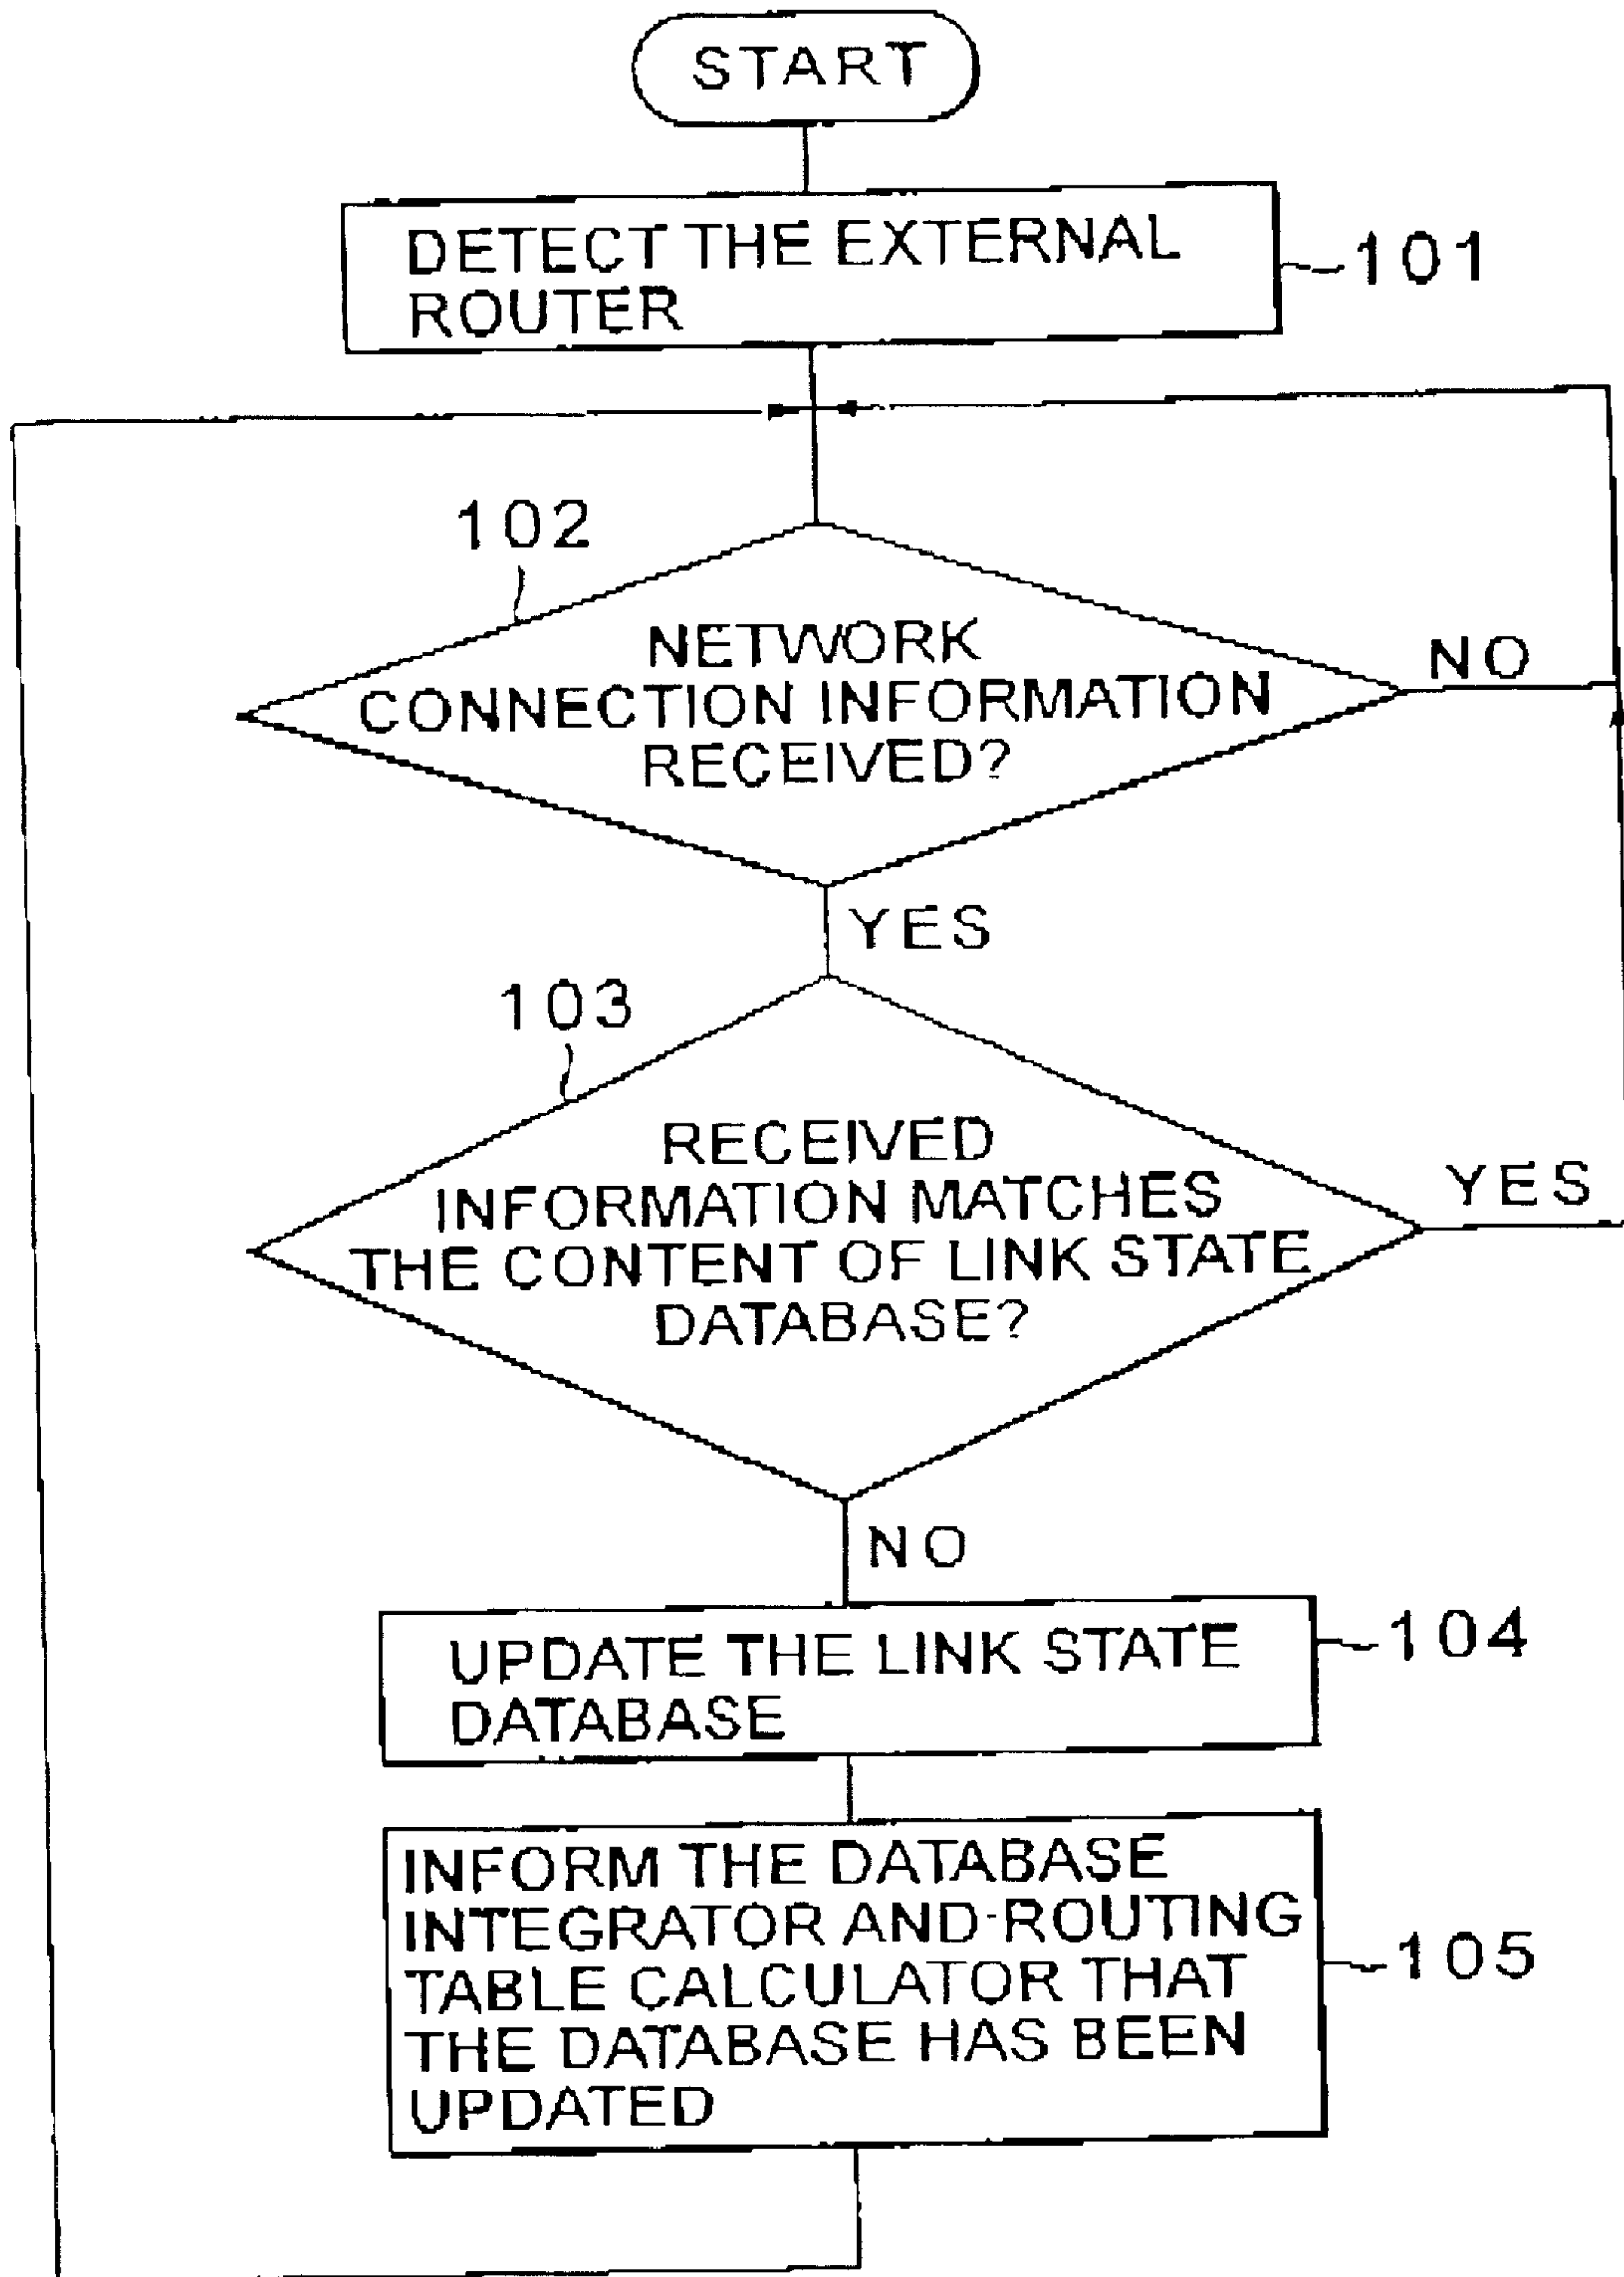 START
DETECT THE EXTERNAL
ROUTER
101
102
NETWORK
CONNECTION INFORMATION
RECEIVED?
NO
YES
103
RECEIVED
INFORMATION MATCHES
THE CONTENT OF LINK STATE
DATABASE?
YES
NO
UPDATE THE LINK STATE
DATABASE
104
INFORM THE DATABASE
INTEGRATOR AND ROUTING
TABLE CALCULATOR THAT
THE DATABASE HAS BEEN
UPDATED
105